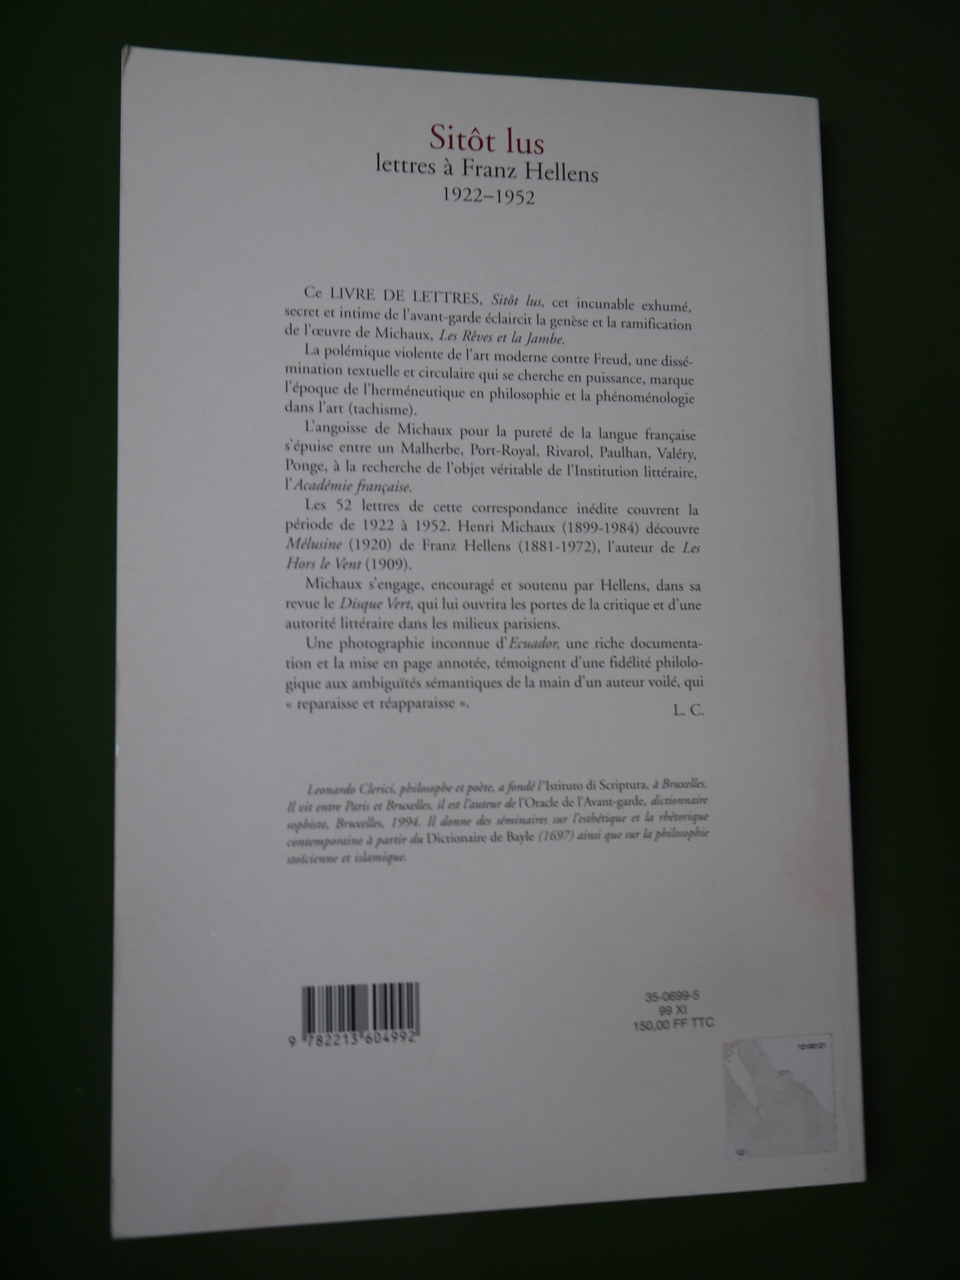 Sitôt lus
lettres à Franz Hellens
1922–1952
Ce LIVRE DE LETTRES, Sitôt lus, cet incunable exhumé,
secret et intime de l'avant-garde éclaircit la genèse et la ramification
de l'œuvre de Michaux, Les Rêves et la Jambe.
La polémique violente de l'art moderne contre Freud, une dissé-
mination textuelle et circulaire qui se cherche en puissance, marque
l'époque de l'herméneutique en philosophie et la phénoménologie
dans l'art (tachisme).
L'angoisse de Michaux pour la pureté de la langue française
s'épuise entre un Malherbe, Port-Royal, Rivarol, Paulhan, Valéry,
Ponge, à la recherche de l'objet véritable de l'Institution littéraire,
l'Académie française.
Les 52 lettres de cette correspondance inédite couvrent la
période de 1922 à 1952. Henri Michaux (1899-1984) découvre
Mélusine (1920) de Franz Hellens (1881-1972), l'auteur de Les
Hors le Vent (1909).
Michaux s'engage, encouragé et soutenu par Hellens, dans sa
revue le Disque Vert, qui lui ouvrira les portes de la critique et d'une
autorité littéraire dans les milieux parisiens.
Une photographie inconnue d'Ecuador, une riche documenta-
tion et la mise en page annotée, témoignent d'une fidélité philolo-
gique aux ambiguïtés sémantiques de la main d'un auteur voilé, qui
« reparaisse et réapparaisse ».
L. C.
Leonardo Clerici, philosophe et poète, a fondé l'Istituto di Scriptura, à Bruxelles.
Il vit entre Paris et Bruxelles, il est l'auteur de l'Oracle de l'Avant-garde, dictionnaire
sophiste, Bruxelles, 1994. Il donne des séminaires sur l'esthétique et la rhétorique
contemporaine à partir du Dictionaire de Bayle (1697) ainsi que sur la philosophie
stoïcienne et islamique.
9 782213 604992
35-0699-5
99 XI
150,00 FF TTC